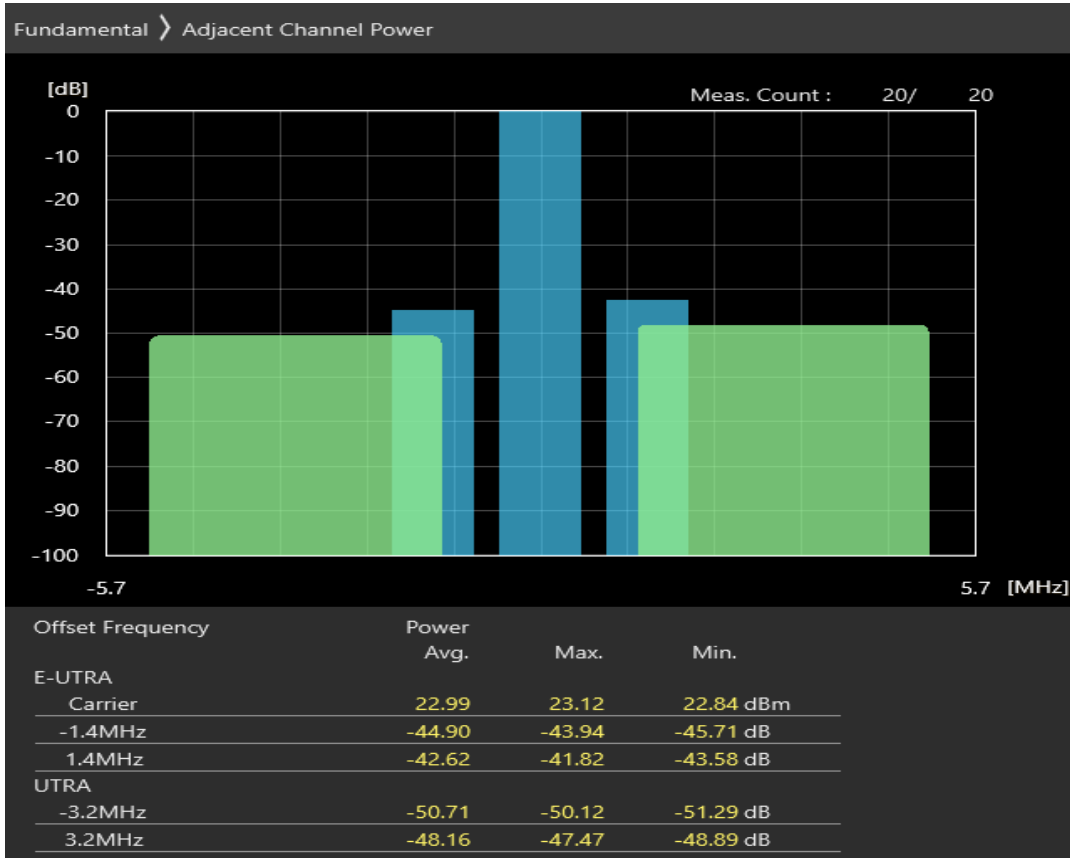 Fundamental 〉 Adjacent Channel Power
[dB]
Meas. Count : 20/ 20
0
-10
-20
-30
-40
-50
-60
-70
-80
-90
-100
-5.7 5.7 [MHz]
Offset Frequency Power
Avg. Max. Min.
E-UTRA
Carrier 22.99 23.12 22.84 dBm
-1.4MHz -44.90 -43.94 -45.71 dB
1.4MHz -42.62 -41.82 -43.58 dB
UTRA
-3.2MHz -50.71 -50.12 -51.29 dB
3.2MHz -48.16 -47.47 -48.89 dB